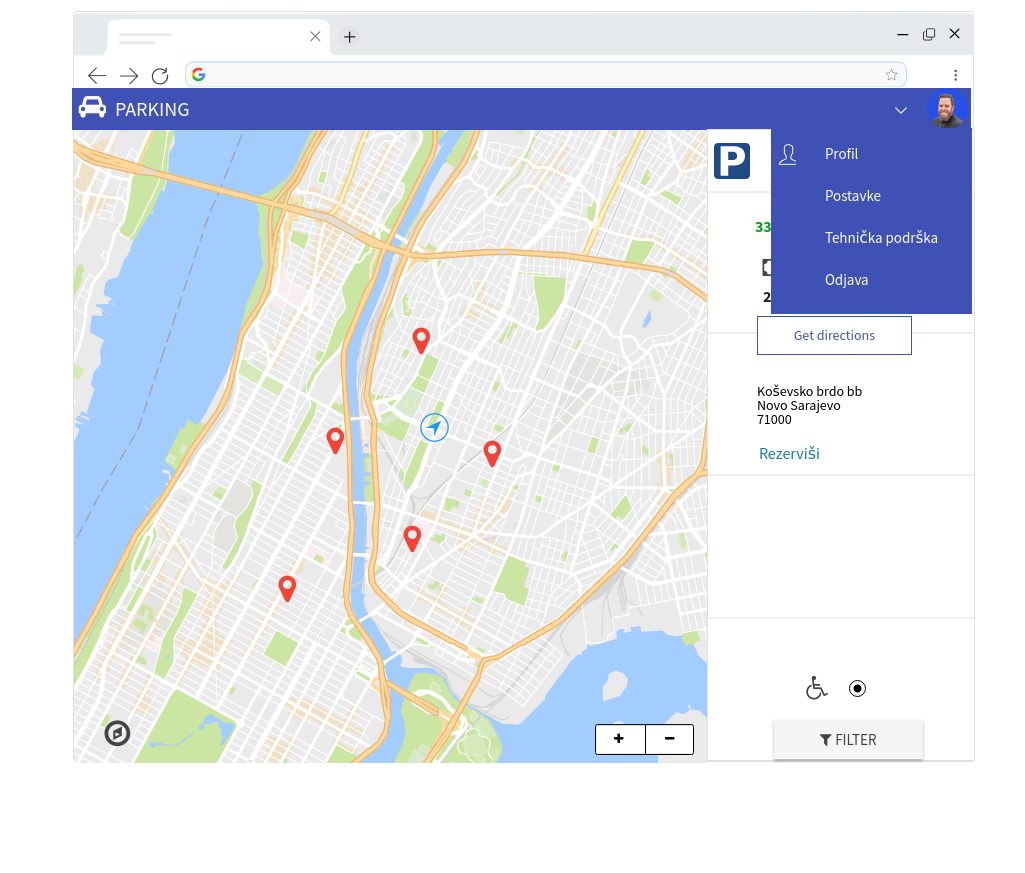 PARKING
P
Profil
Postavke
Tehnička podrška
33
Odjava
2
Get directions
Koševsko brdo bb
Novo Sarajevo
71000
Rezerviši
+ −
FILTER